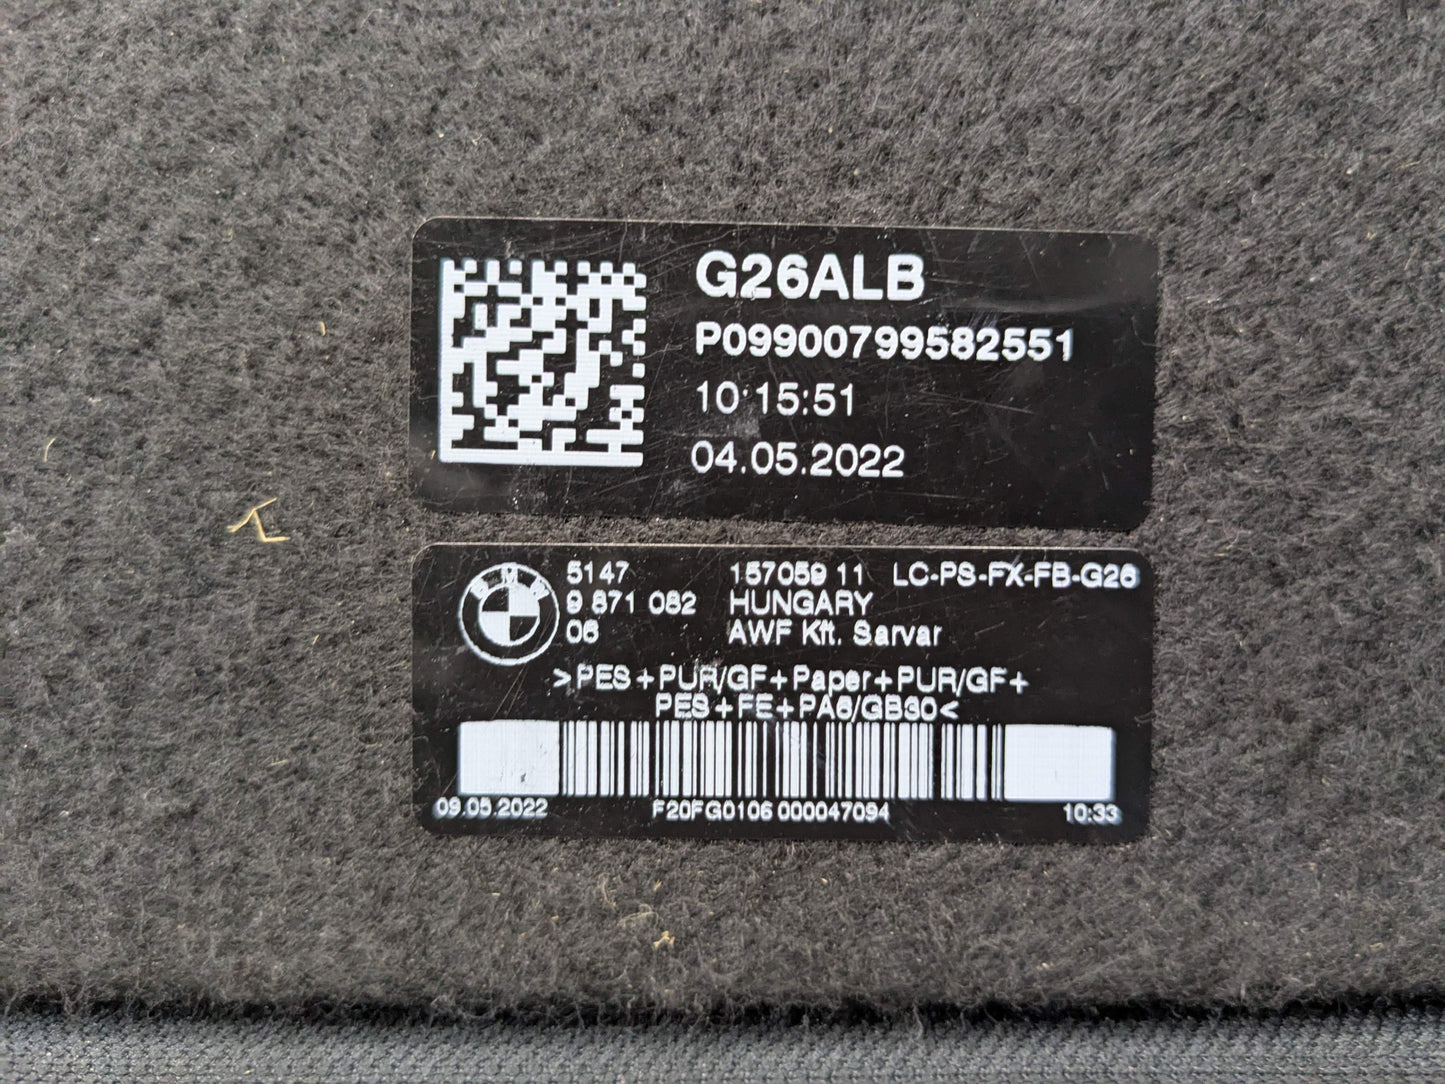 G26ALB
P09900799582551
10:15:51
04.05.2022
BMW
5147 157059 11 LC-PS-FX-FB-G26
9 871 082 HUNGARY
06 AWF Kft. Sarvar
>PES+PUR/GF+Paper+PUR/GF+
PES+FE+PA6/GB30<
09.05.2022 F20FG0106 000047094 10:33